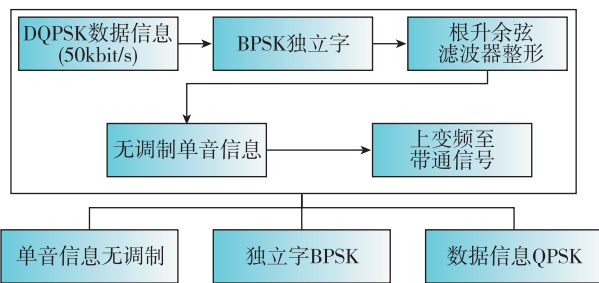 DQPSK数据信息
(50kbit/s)
BPSK独立字
根升余弦
滤波器整形
无调制单音信息
上变频至
带通信号
单音信息无调制
独立字BPSK
数据信息QPSK